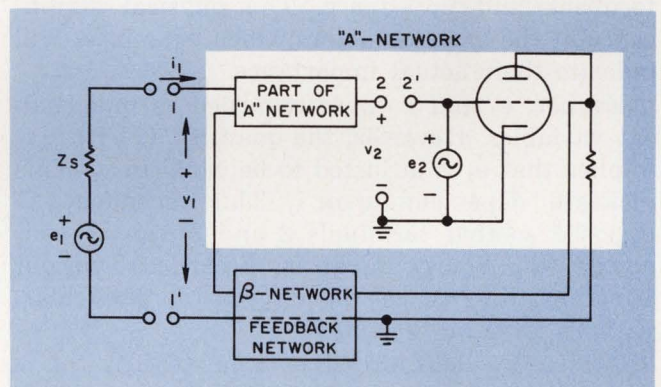 "A"-NETWORK
i₁
1
PART OF
"A" NETWORK
2 2'
+
v₂
−
+
e₂
−
Zs
+
v₁
−
+
e₁
−
1'
β-NETWORK
FEEDBACK
NETWORK